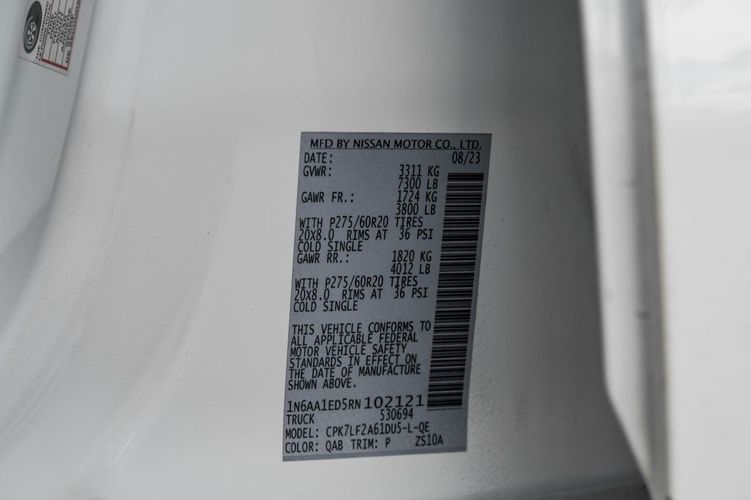 MFD BY NISSAN MOTOR CO., LTD.
DATE: 08/23
GVWR: 3311 KG
7300 LB
GAWR FR.: 1724 KG
3800 LB
WITH P275/60R20 TIRES
20X8.0 RIMS AT 36 PSI
COLD SINGLE
GAWR RR.: 1820 KG
4012 LB
WITH P275/60R20 TIRES
20X8.0 RIMS AT 36 PSI
COLD SINGLE
THIS VEHICLE CONFORMS TO
ALL APPLICABLE FEDERAL
MOTOR VEHICLE SAFETY
STANDARDS IN EFFECT ON
THE DATE OF MANUFACTURE
SHOWN ABOVE.
1N6AA1ED5RN102121
TRUCK 530694
MODEL: CPK7LF2A61DU5-L-QE
COLOR: QAB TRIM: P ZS10A